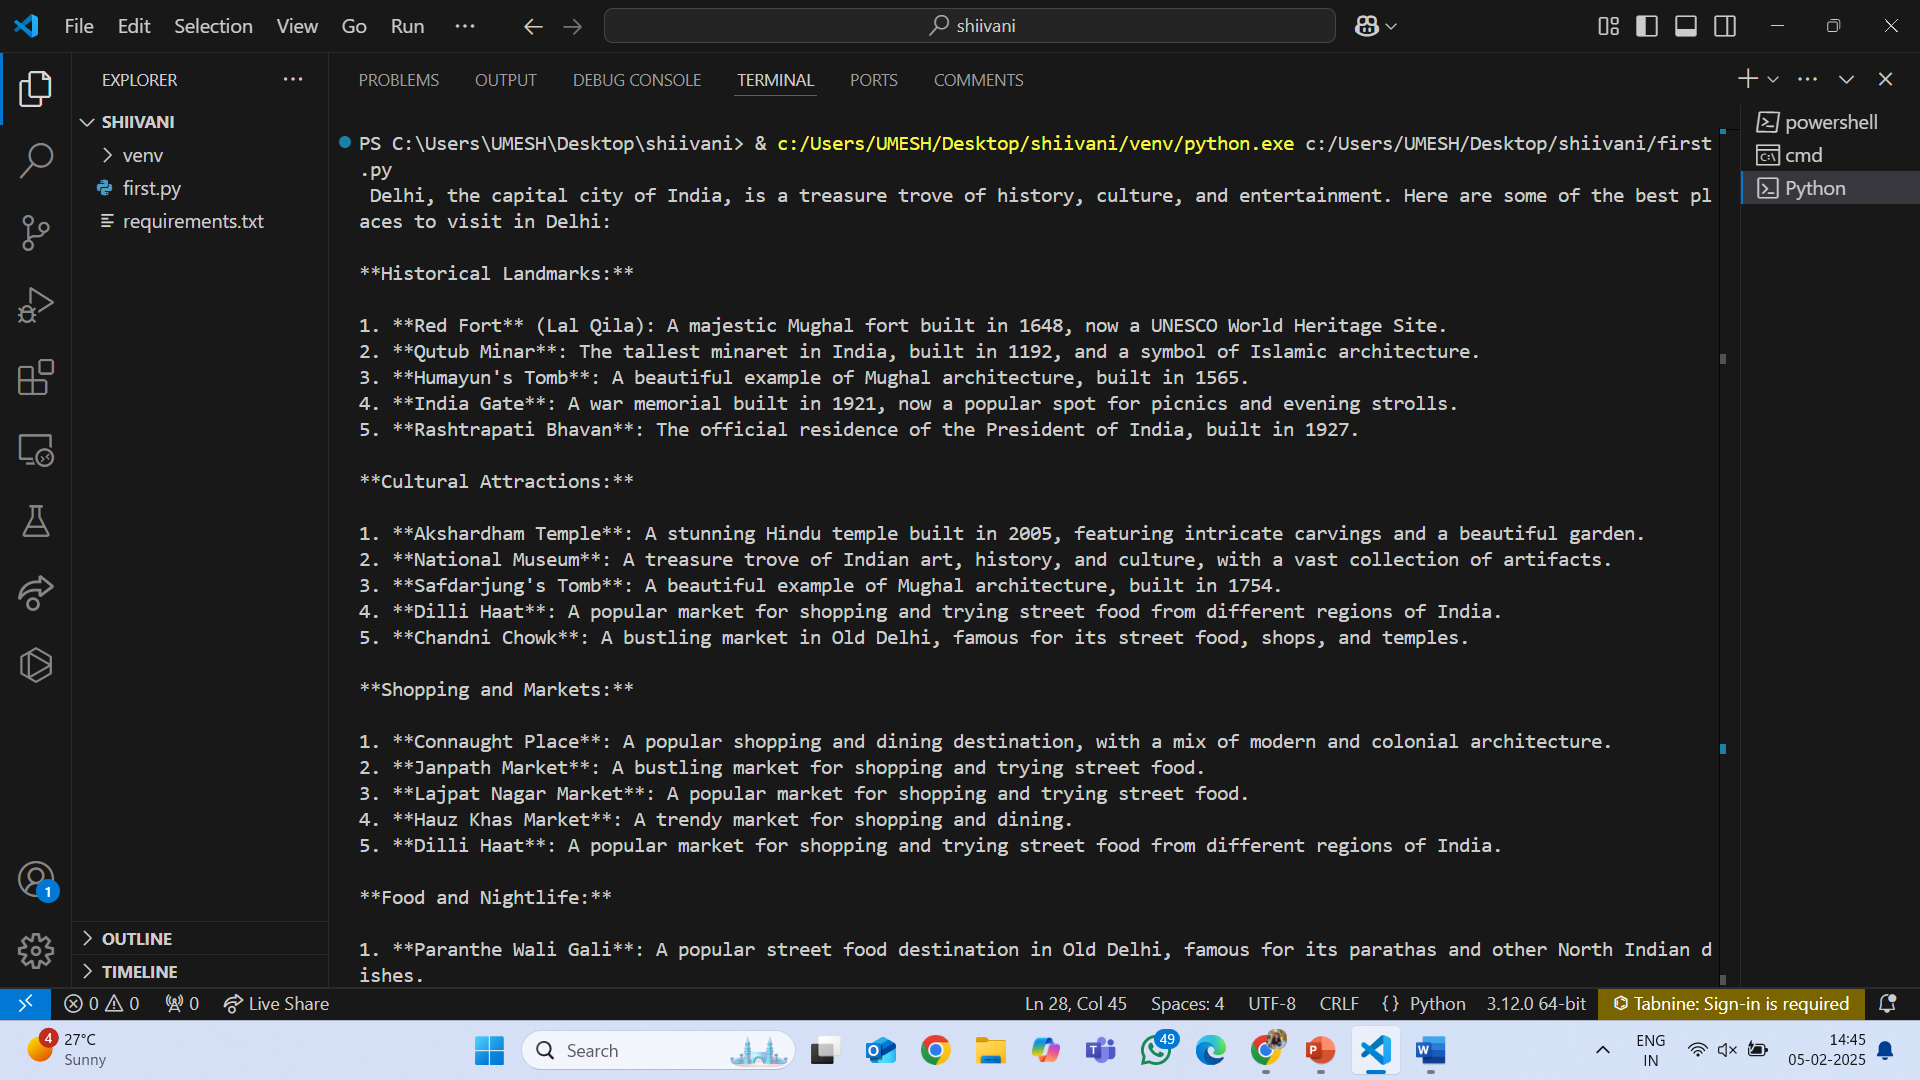 File Edit Selection View Go Run ···
shiivani
EXPLORER ···
SHIIVANI
venv
first.py
requirements.txt
OUTLINE
TIMELINE
PROBLEMS OUTPUT DEBUG CONSOLE TERMINAL PORTS COMMENTS
PS C:\Users\UMESH\Desktop\shiivani> & c:/Users/UMESH/Desktop/shiivani/venv/python.exe c:/Users/UMESH/Desktop/shiivani/first
.py
Delhi, the capital city of India, is a treasure trove of history, culture, and entertainment. Here are some of the best pl
aces to visit in Delhi:
**Historical Landmarks:**
1. **Red Fort** (Lal Qila): A majestic Mughal fort built in 1648, now a UNESCO World Heritage Site.
2. **Qutub Minar**: The tallest minaret in India, built in 1192, and a symbol of Islamic architecture.
3. **Humayun's Tomb**: A beautiful example of Mughal architecture, built in 1565.
4. **India Gate**: A war memorial built in 1921, now a popular spot for picnics and evening strolls.
5. **Rashtrapati Bhavan**: The official residence of the President of India, built in 1927.
**Cultural Attractions:**
1. **Akshardham Temple**: A stunning Hindu temple built in 2005, featuring intricate carvings and a beautiful garden.
2. **National Museum**: A treasure trove of Indian art, history, and culture, with a vast collection of artifacts.
3. **Safdarjung's Tomb**: A beautiful example of Mughal architecture, built in 1754.
4. **Dilli Haat**: A popular market for shopping and trying street food from different regions of India.
5. **Chandni Chowk**: A bustling market in Old Delhi, famous for its street food, shops, and temples.
**Shopping and Markets:**
1. **Connaught Place**: A popular shopping and dining destination, with a mix of modern and colonial architecture.
2. **Janpath Market**: A bustling market for shopping and trying street food.
3. **Lajpat Nagar Market**: A popular market for shopping and trying street food.
4. **Hauz Khas Market**: A trendy market for shopping and dining.
5. **Dilli Haat**: A popular market for shopping and trying street food from different regions of India.
**Food and Nightlife:**
1. **Paranthe Wali Gali**: A popular street food destination in Old Delhi, famous for its parathas and other North Indian d
ishes.
powershell
cmd
Python
1
0 0 0 Live Share Ln 28, Col 45 Spaces: 4 UTF-8 CRLF {} Python 3.12.0 64-bit Tabnine: Sign-in is required
4 27°C
Sunny
Search
49
ENG
IN
14:45
05-02-2025